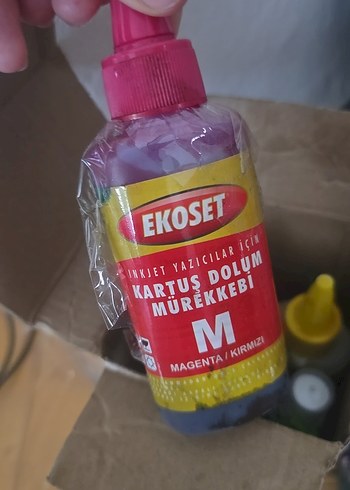 EKOSET
INKJET YAZICILAR İÇİN
KARTUŞ DOLUM
MÜREKKEBİ
M
MAGENTA / KIRMIZI